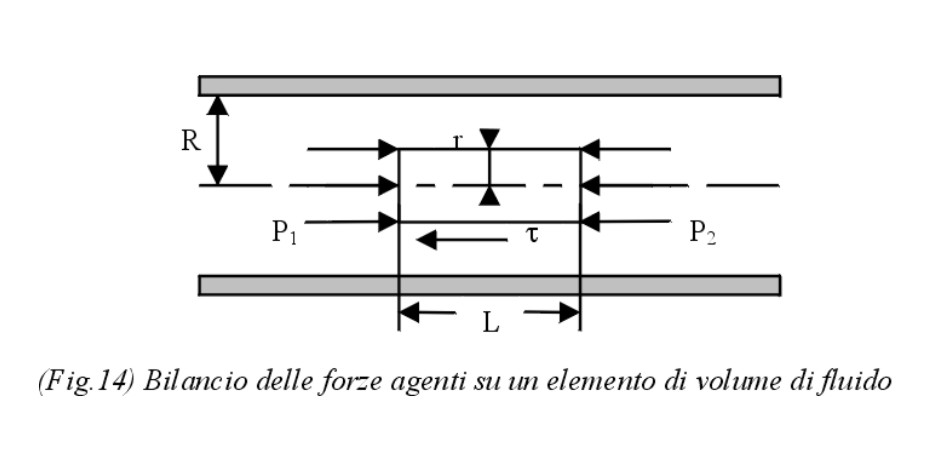 r
R
P₁
τ
P₂
L
(Fig.14) Bilancio delle forze agenti su un elemento di volume di fluido